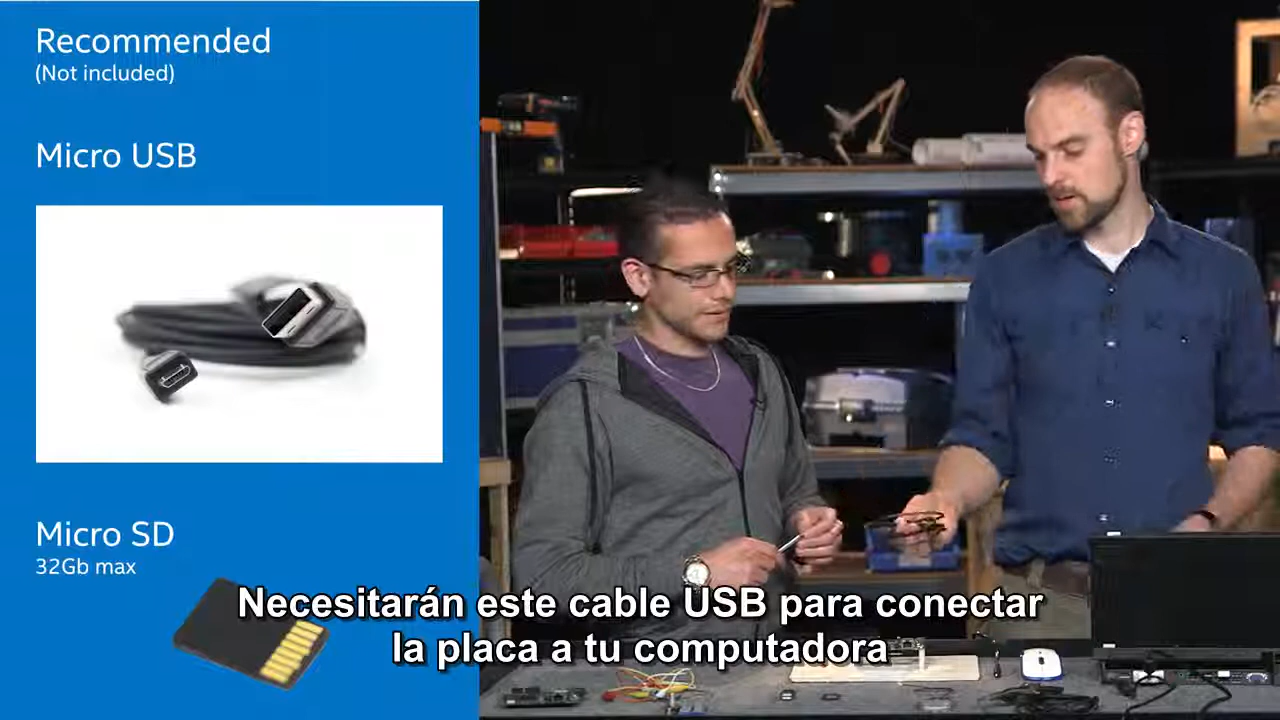 Recommended
(Not included)
Micro USB
Micro SD
32Gb max
Necesitarán este cable USB para conectar
la placa a tu computadora